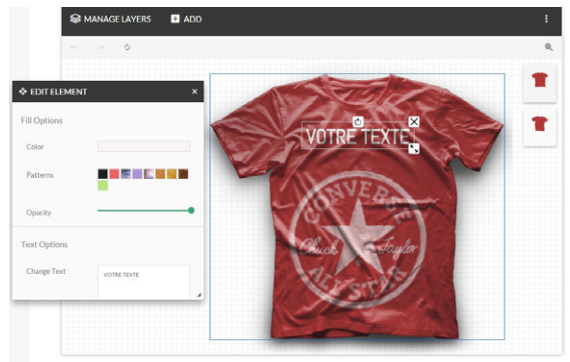 MANAGE LAYERS
ADD
EDIT ELEMENT
Fill Options
Color
Patterns
Opacity
Text Options
Change Text
VOTRE TEXTE
VOTRE TEXTE
CONVERSE
Chuck Taylor
ALL STAR